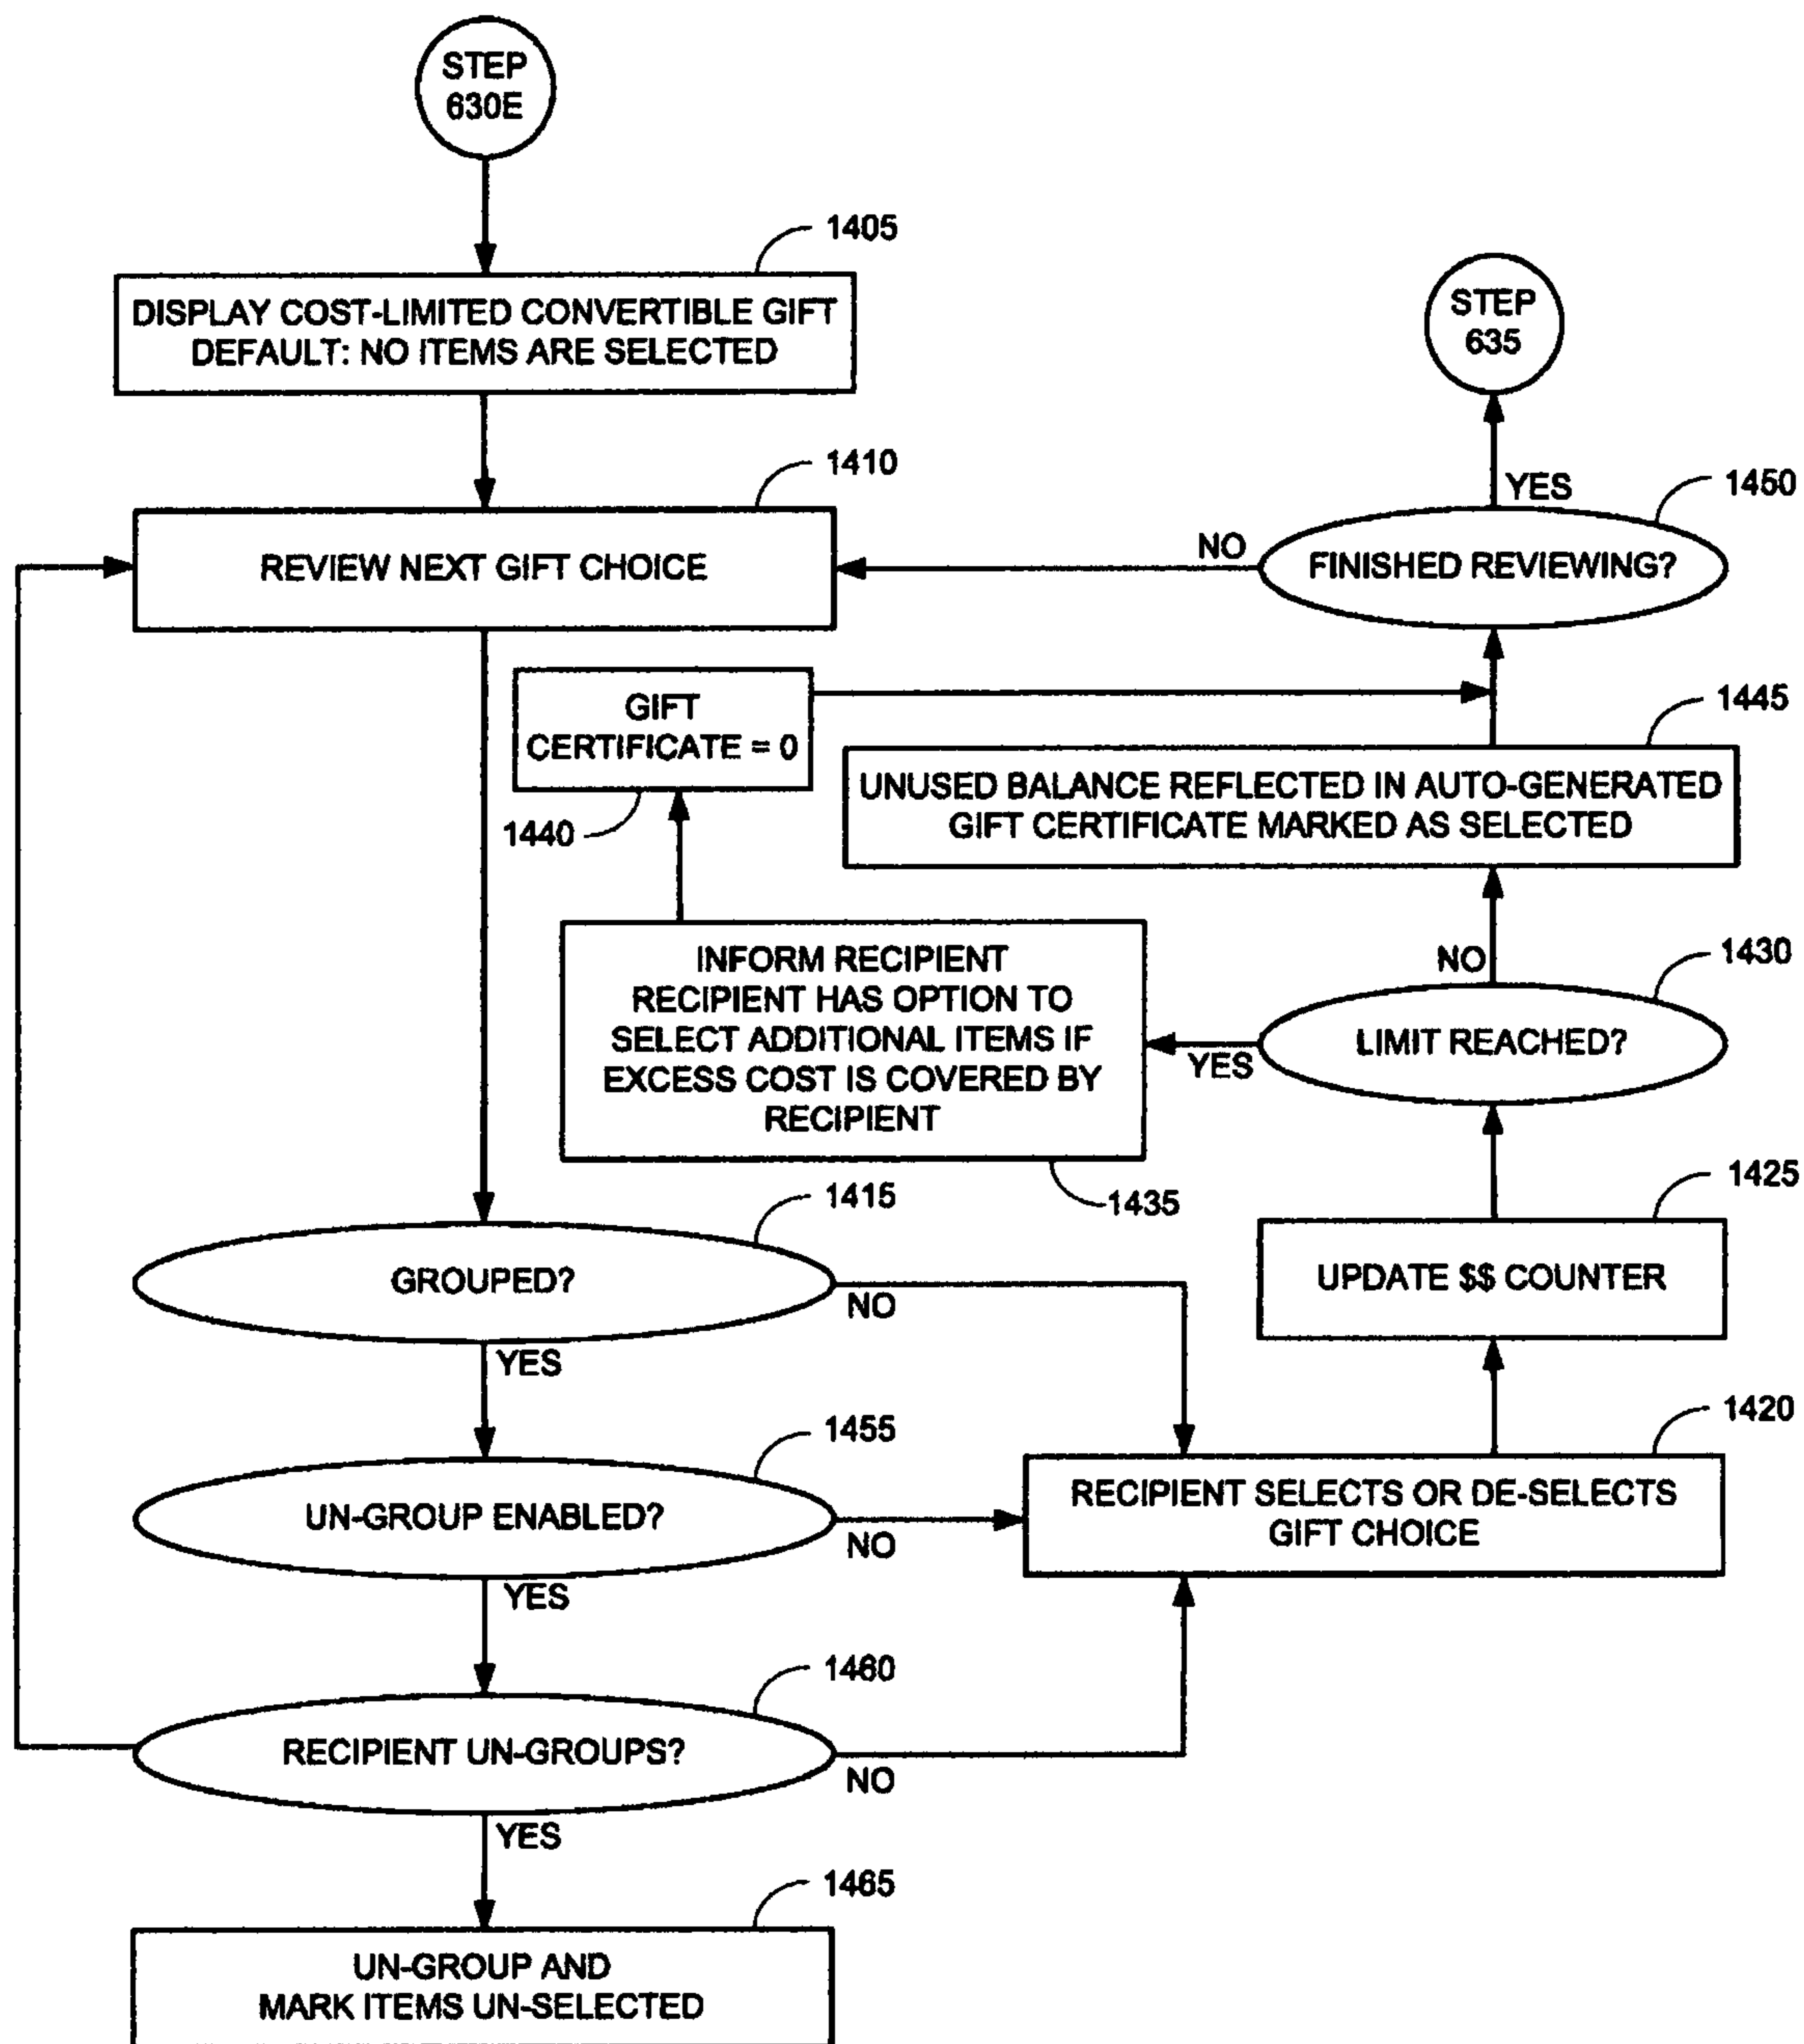 STEP
630E
1405
DISPLAY COST-LIMITED CONVERTIBLE GIFT
DEFAULT: NO ITEMS ARE SELECTED
STEP
635
1410
REVIEW NEXT GIFT CHOICE
YES
1450
NO
FINISHED REVIEWING?
GIFT
CERTIFICATE = 0
1440
1445
UNUSED BALANCE REFLECTED IN AUTO-GENERATED
GIFT CERTIFICATE MARKED AS SELECTED
INFORM RECIPIENT
RECIPIENT HAS OPTION TO
SELECT ADDITIONAL ITEMS IF
EXCESS COST IS COVERED BY
RECIPIENT
1435
NO
1430
LIMIT REACHED?
YES
1425
UPDATE $$ COUNTER
1415
GROUPED?
NO
YES
1455
UN-GROUP ENABLED?
NO
YES
1420
RECIPIENT SELECTS OR DE-SELECTS
GIFT CHOICE
1460
RECIPIENT UN-GROUPS?
NO
YES
1465
UN-GROUP AND
MARK ITEMS UN-SELECTED